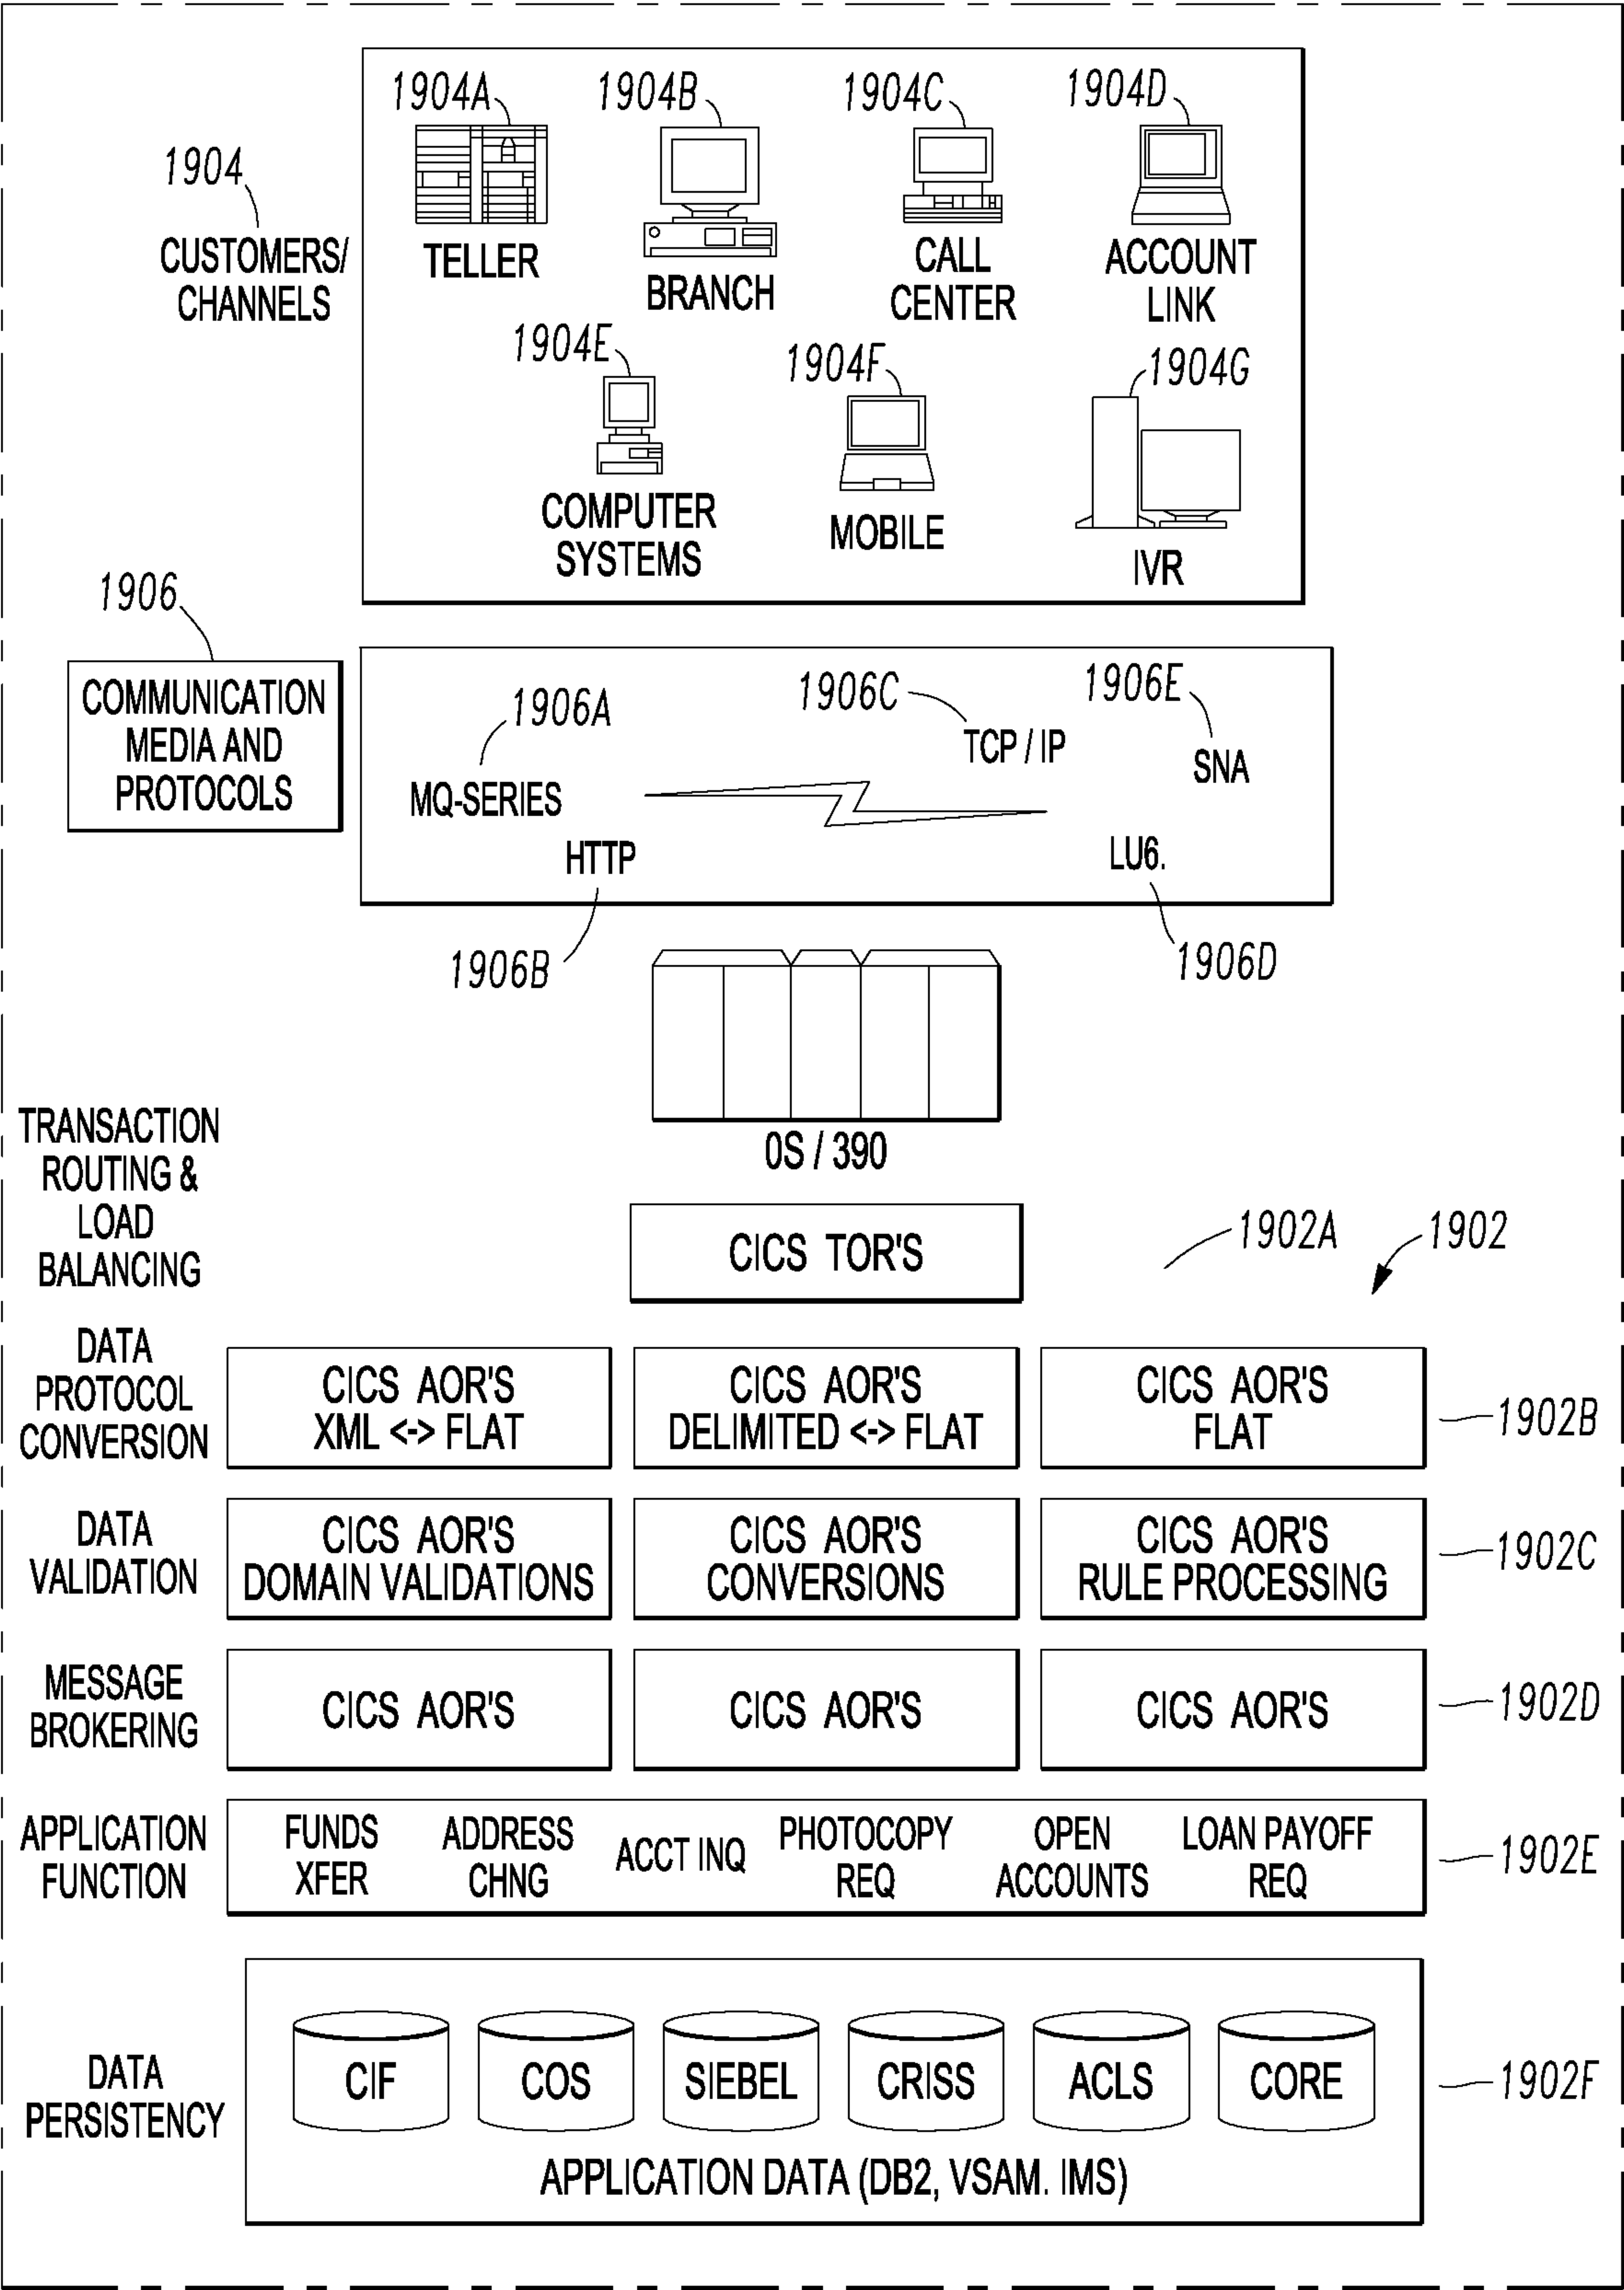 1904A
1904B
1904C
1904D
1904
CUSTOMERS/
CHANNELS
TELLER
BRANCH
CALL
CENTER
ACCOUNT
LINK
1904E
1904F
1904G
COMPUTER
SYSTEMS
MOBILE
IVR
1906
COMMUNICATION
MEDIA AND
PROTOCOLS
1906A
1906C
1906E
MQ-SERIES
TCP / IP
SNA
HTTP
LU6.
1906B
1906D
OS / 390
TRANSACTION
ROUTING &
LOAD
BALANCING
CICS TOR'S
1902A
1902
DATA
PROTOCOL
CONVERSION
CICS AOR'S
XML <-> FLAT
CICS AOR'S
DELIMITED <-> FLAT
CICS AOR'S
FLAT
1902B
DATA
VALIDATION
CICS AOR'S
DOMAIN VALIDATIONS
CICS AOR'S
CONVERSIONS
CICS AOR'S
RULE PROCESSING
1902C
MESSAGE
BROKERING
CICS AOR'S
CICS AOR'S
CICS AOR'S
1902D
APPLICATION
FUNCTION
FUNDS
XFER
ADDRESS
CHNG
ACCT INQ
PHOTOCOPY
REQ
OPEN
ACCOUNTS
LOAN PAYOFF
REQ
1902E
DATA
PERSISTENCY
CIF
COS
SIEBEL
CRISS
ACLS
CORE
1902F
APPLICATION DATA (DB2, VSAM. IMS)